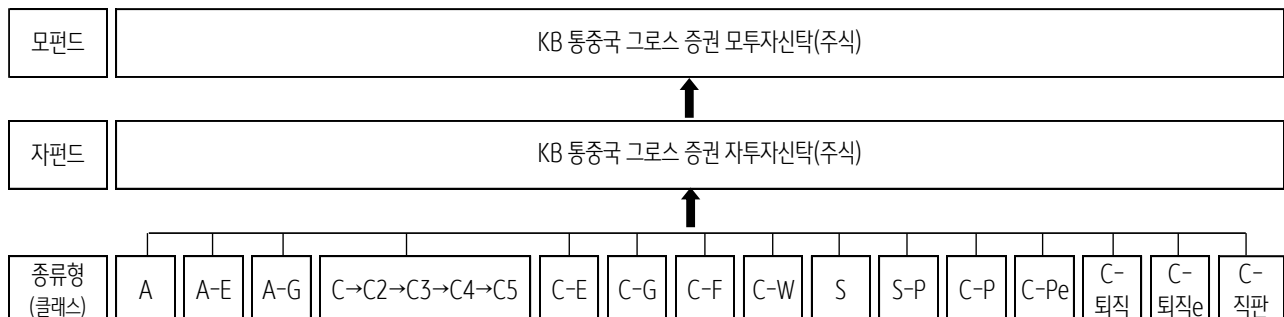 모펀드
KB 통중국 그로스 증권 모투자신탁(주식)
자펀드
KB 통중국 그로스 증권 자투자신탁(주식)
종류형
(클래스)
A
A-E
A-G
C→C2→C3→C4→C5
C-E
C-G
C-F
C-W
S
S-P
C-P
C-Pe
C-
퇴직
C-
퇴직e
C-
직판